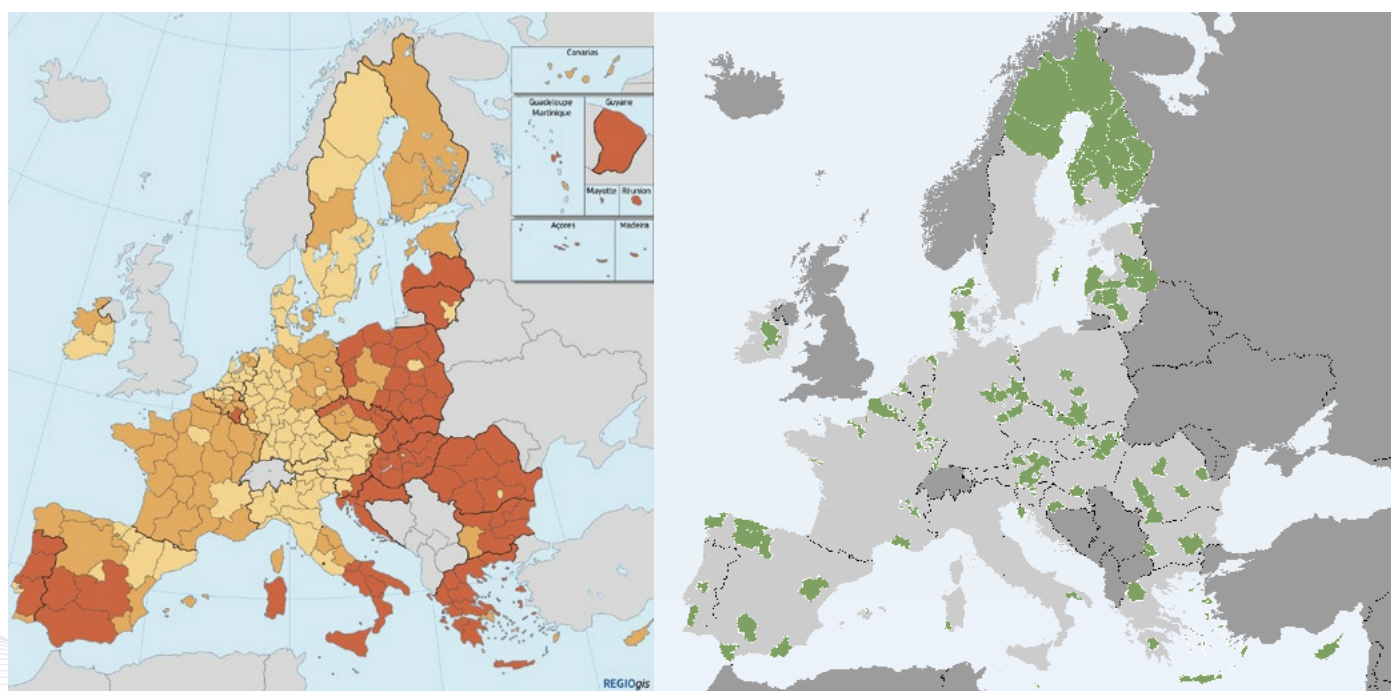 Canarias
Guadeloupe
Martinique
Guyane
Mayotte
Réunion
Açores
Madeira
REGIOgis